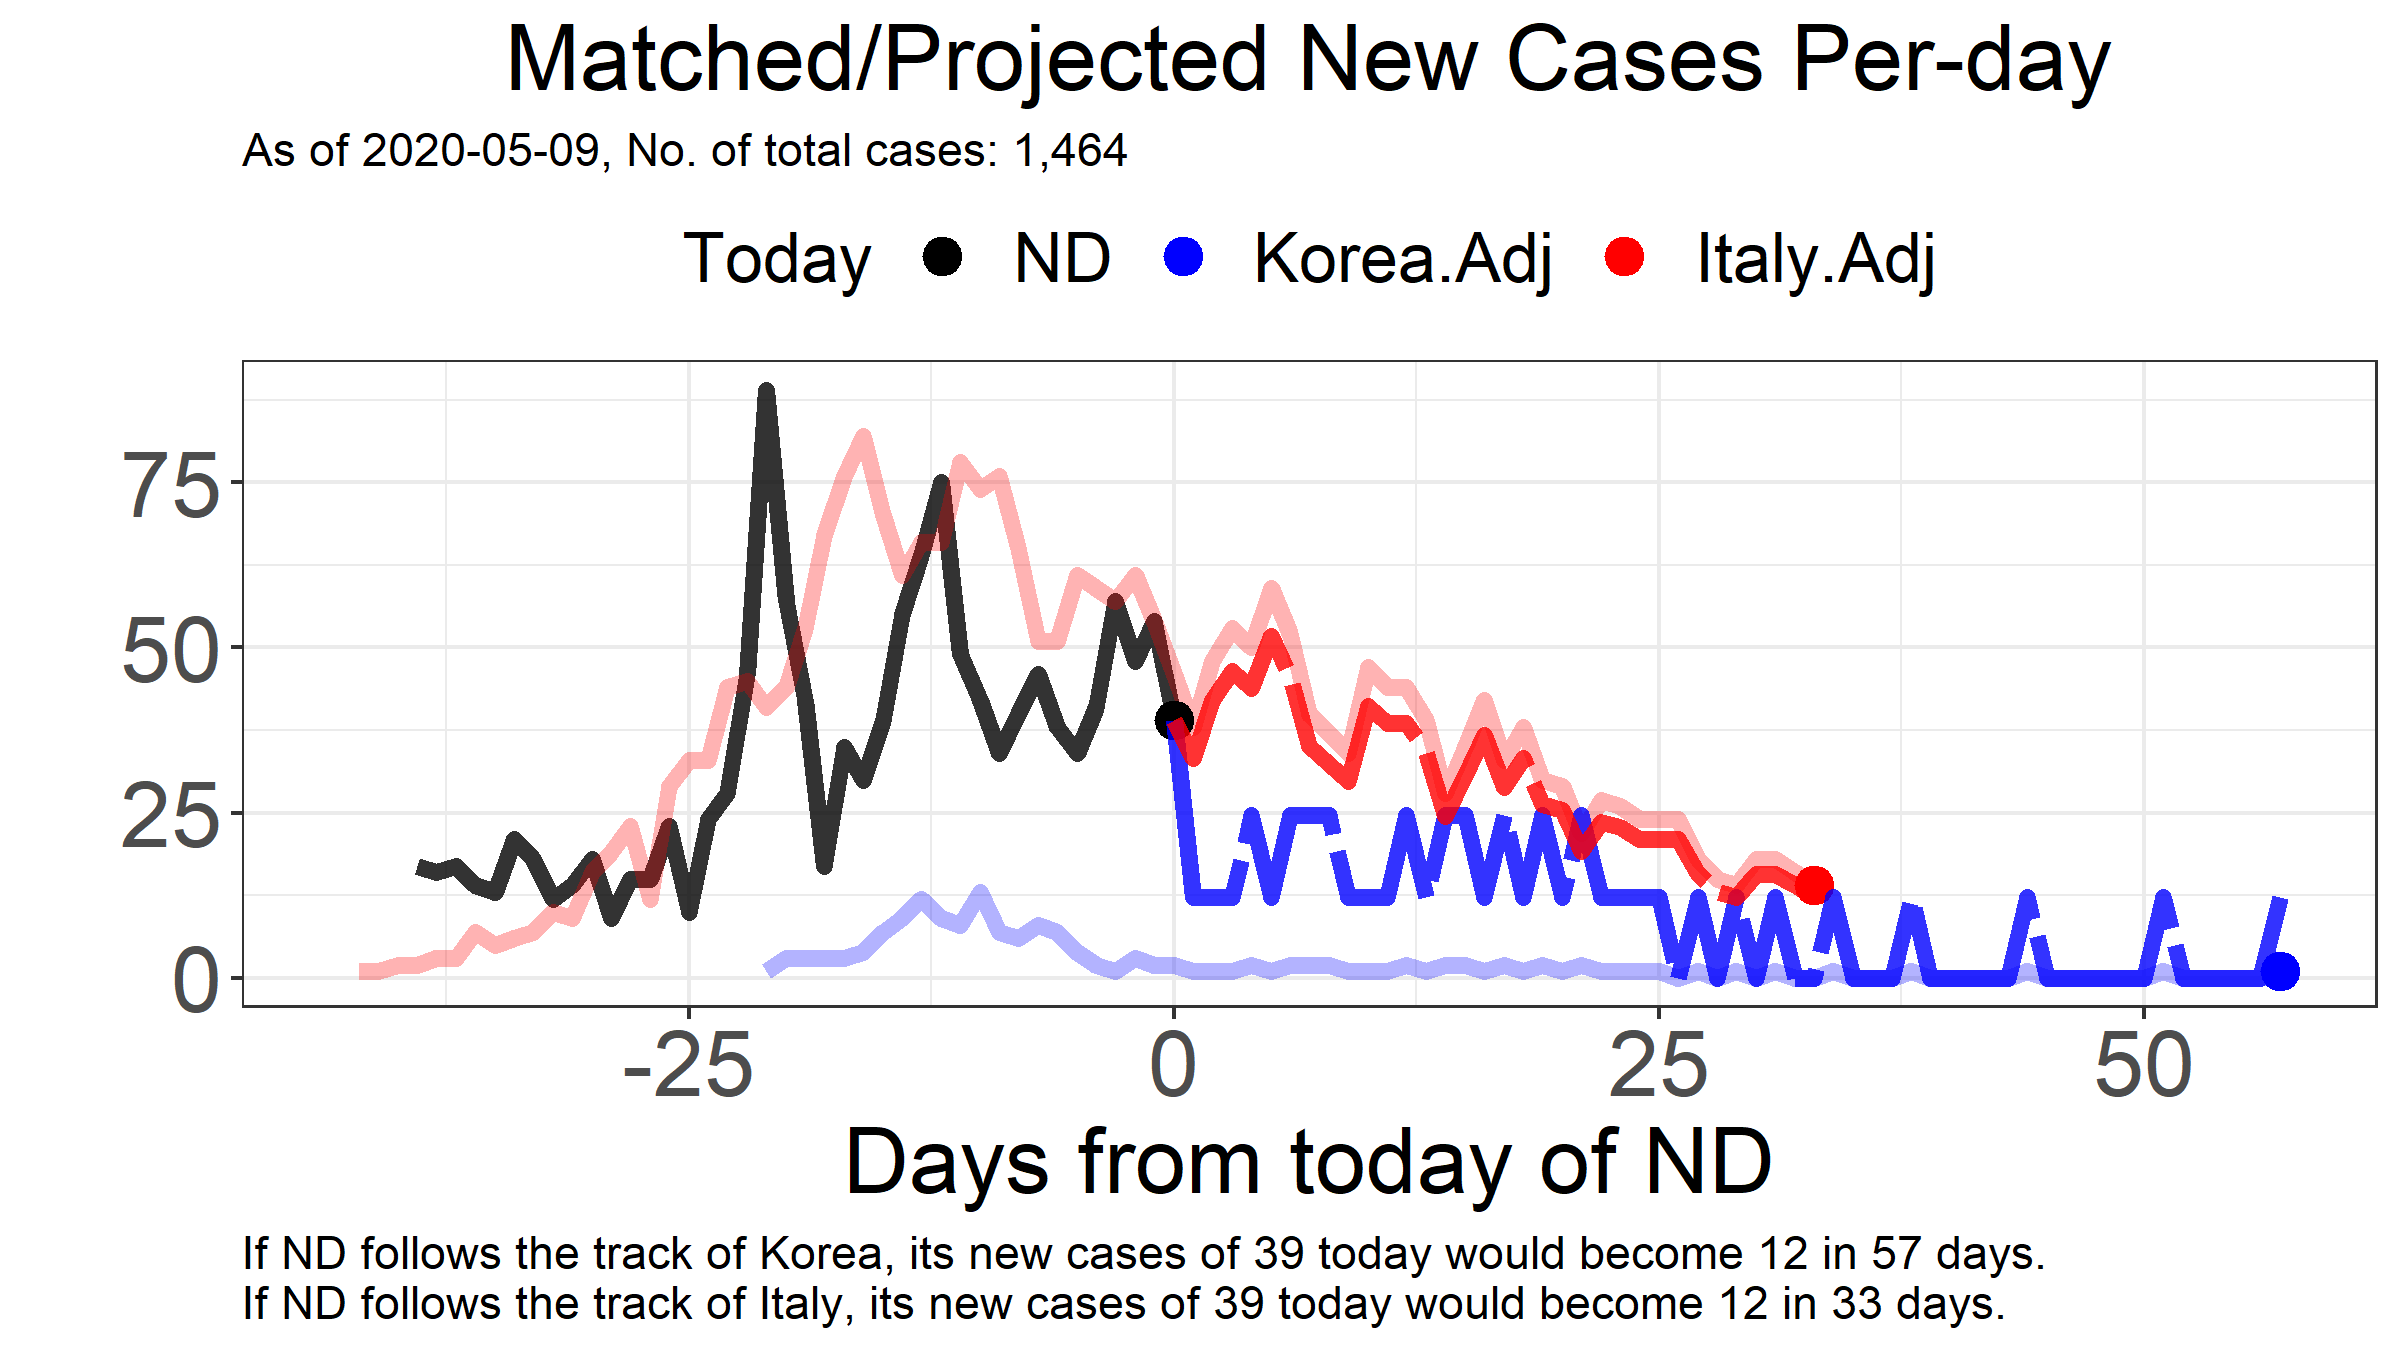 Matched/Projected New Cases Per-day
As of 2020-05-09, No. of total cases: 1,464
Today ND Korea.Adj Italy.Adj
75
50
25
0
-25 0 25 50
Days from today of ND
If ND follows the track of Korea, its new cases of 39 today would become 12 in 57 days.
If ND follows the track of Italy, its new cases of 39 today would become 12 in 33 days.